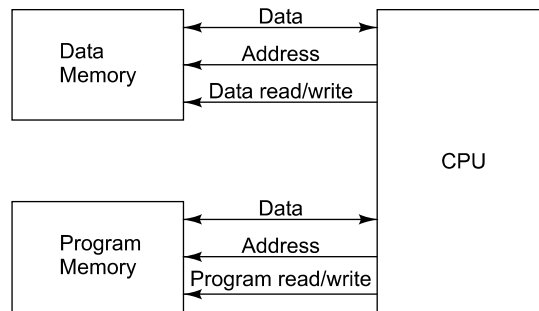 Data
Memory
Data
Address
Data read/write
CPU
Program
Memory
Data
Address
Program read/write